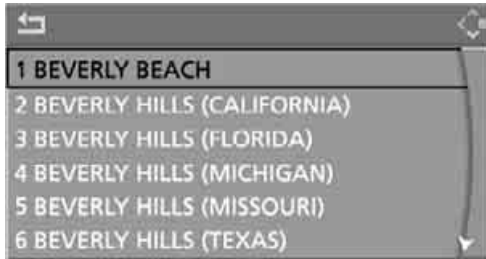 1 BEVERLY BEACH
2 BEVERLY HILLS (CALIFORNIA)
3 BEVERLY HILLS (FLORIDA)
4 BEVERLY HILLS (MICHIGAN)
5 BEVERLY HILLS (MISSOURI)
6 BEVERLY HILLS (TEXAS)